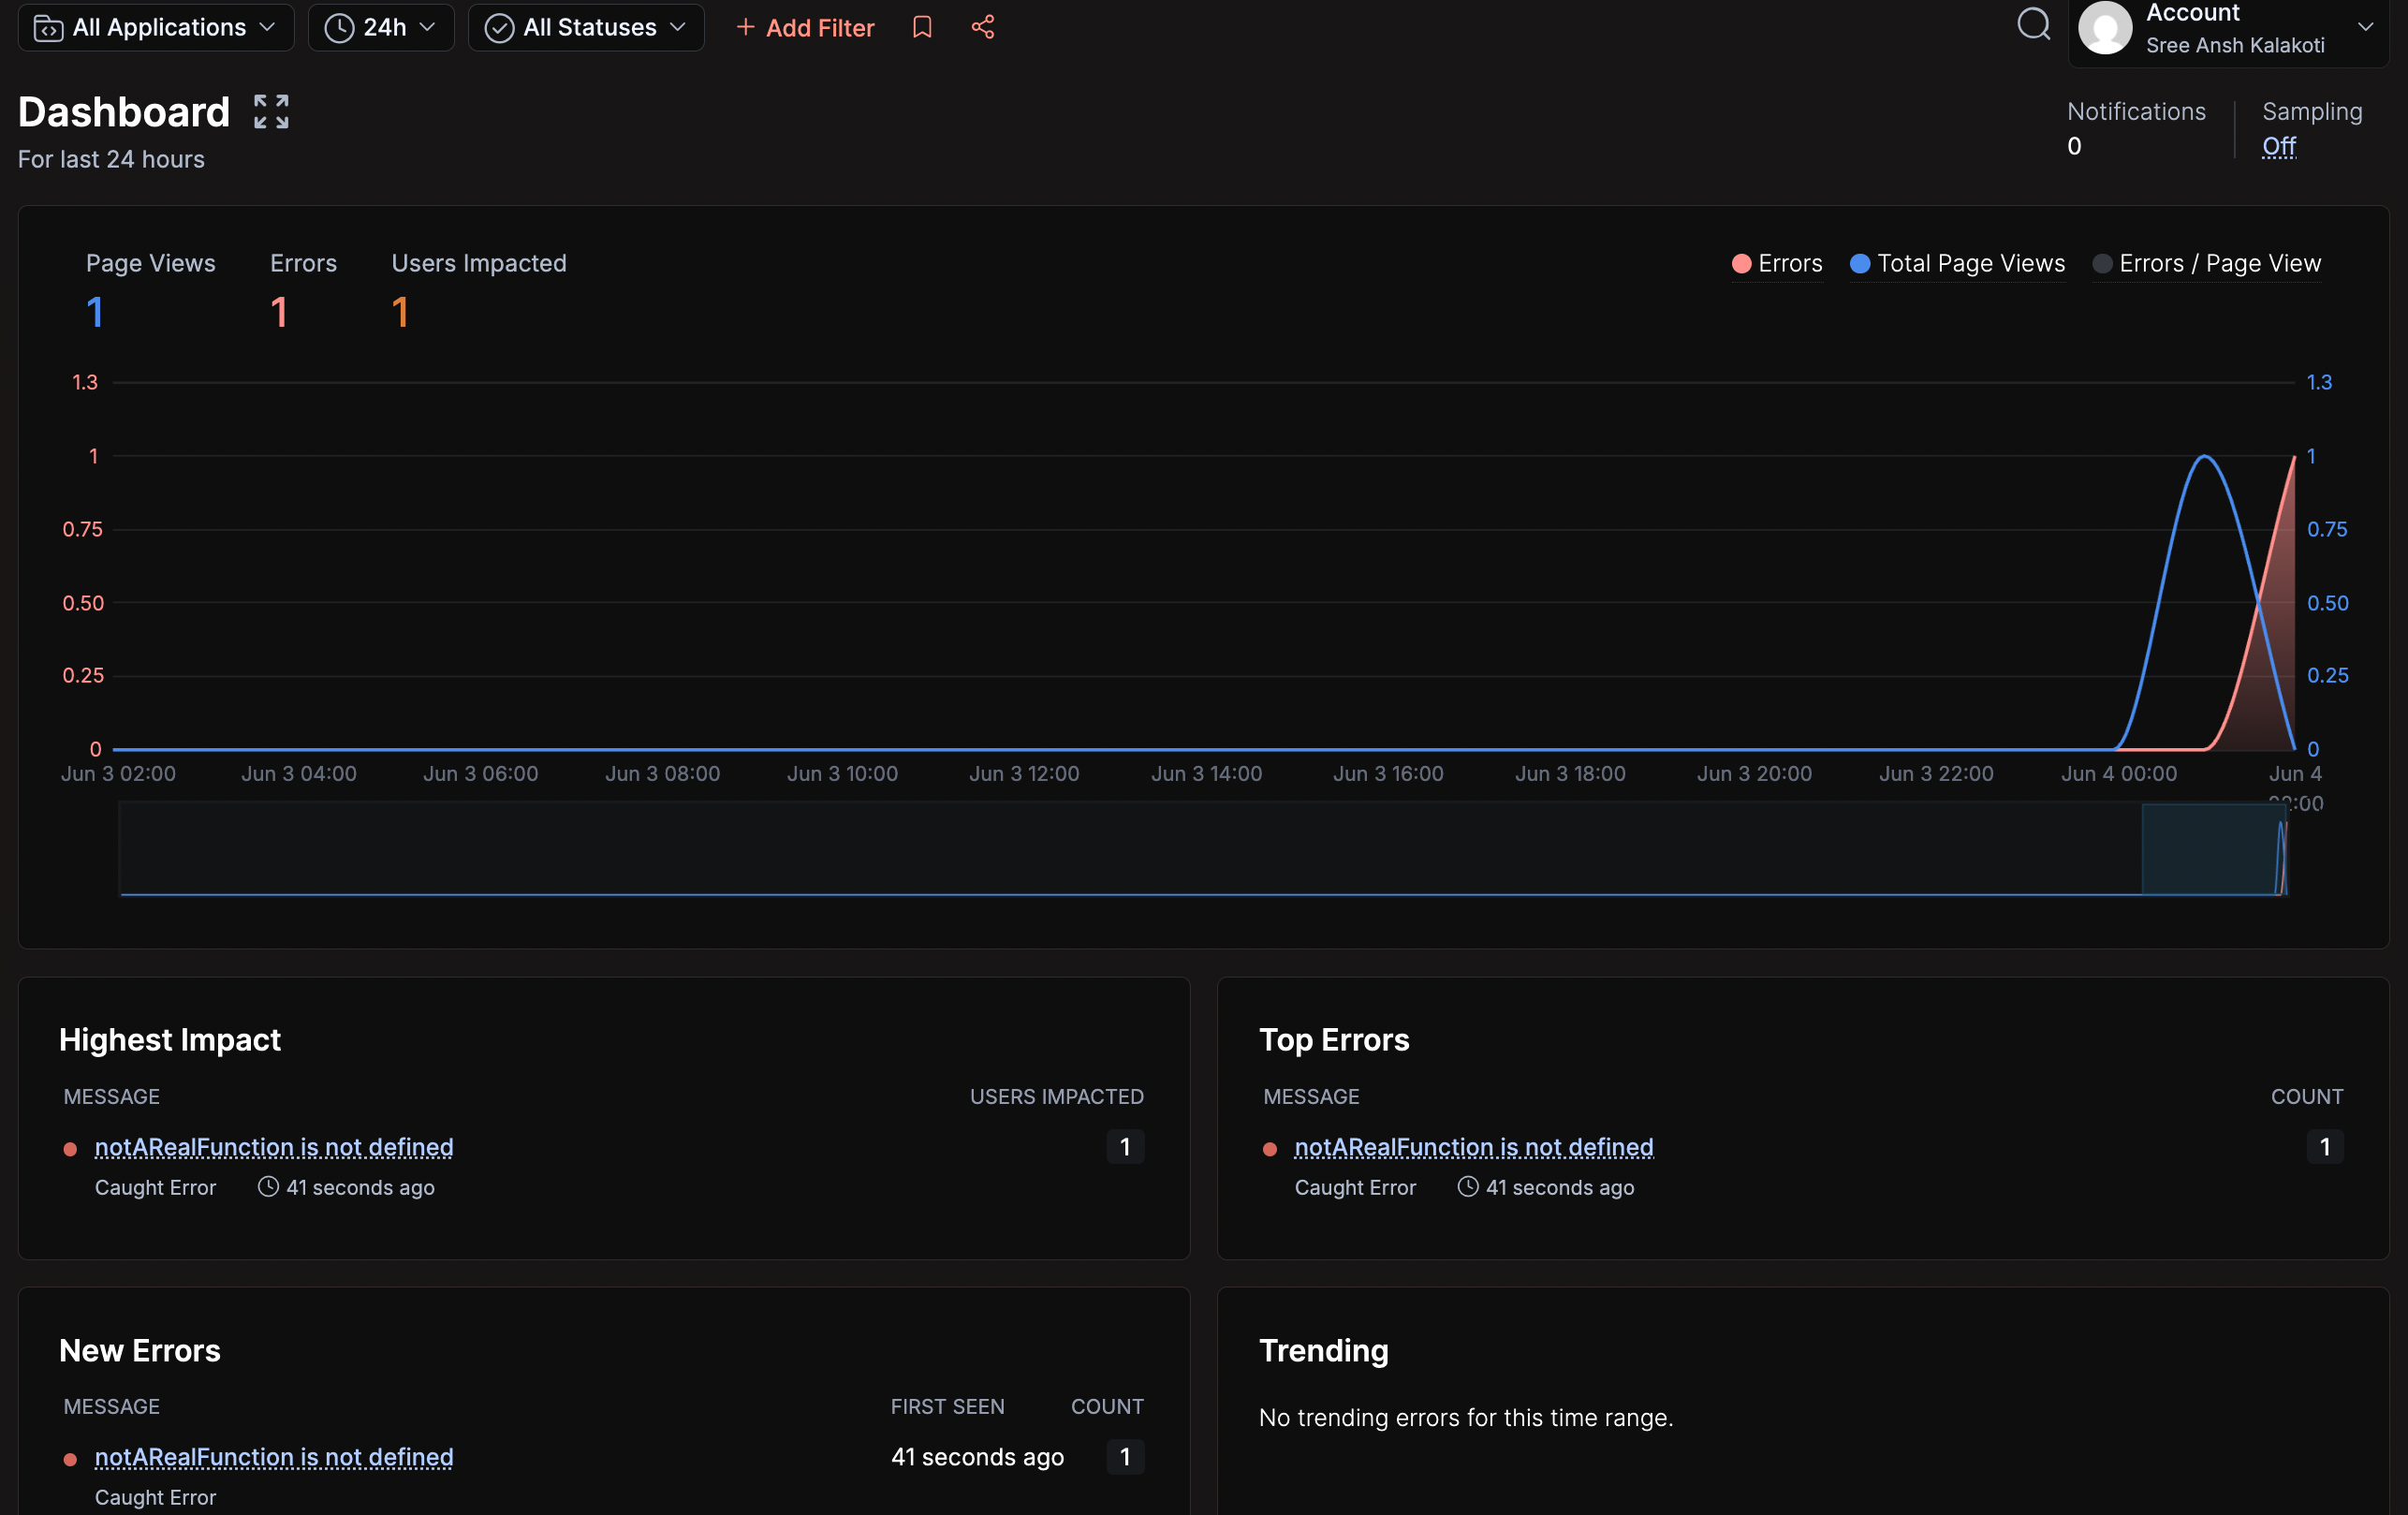 All Applications 24h All Statuses + Add Filter
Account
Sree Ansh Kalakoti
Dashboard
For last 24 hours
Notifications
0
Sampling
Off
Page Views Errors Users Impacted
1 1 1
Errors Total Page Views Errors / Page View
1.3 1.3
1 1
0.75 0.75
0.50 0.50
0.25 0.25
0 0
Jun 3 02:00 Jun 3 04:00 Jun 3 06:00 Jun 3 08:00 Jun 3 10:00 Jun 3 12:00 Jun 3 14:00 Jun 3 16:00 Jun 3 18:00 Jun 3 20:00 Jun 3 22:00 Jun 4 00:00 Jun 4
02:00
Highest Impact
MESSAGE USERS IMPACTED
notARealFunction is not defined 1
Caught Error 41 seconds ago
Top Errors
MESSAGE COUNT
notARealFunction is not defined 1
Caught Error 41 seconds ago
New Errors
MESSAGE FIRST SEEN COUNT
notARealFunction is not defined 41 seconds ago 1
Caught Error
Trending
No trending errors for this time range.